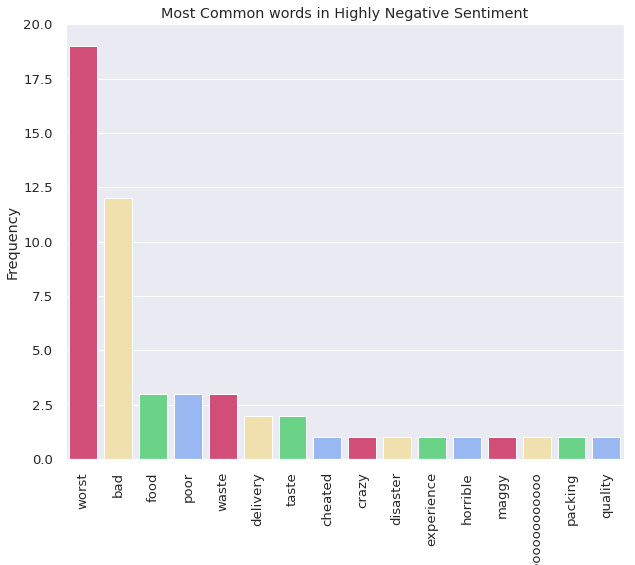 Most Common words in Highly Negative Sentiment
20.0
17.5
15.0
12.5
10.0
7.5
5.0
2.5
0.0
Frequency
worst
bad
food
poor
waste
delivery
taste
cheated
crazy
disaster
experience
horrible
maggy
packing
quality